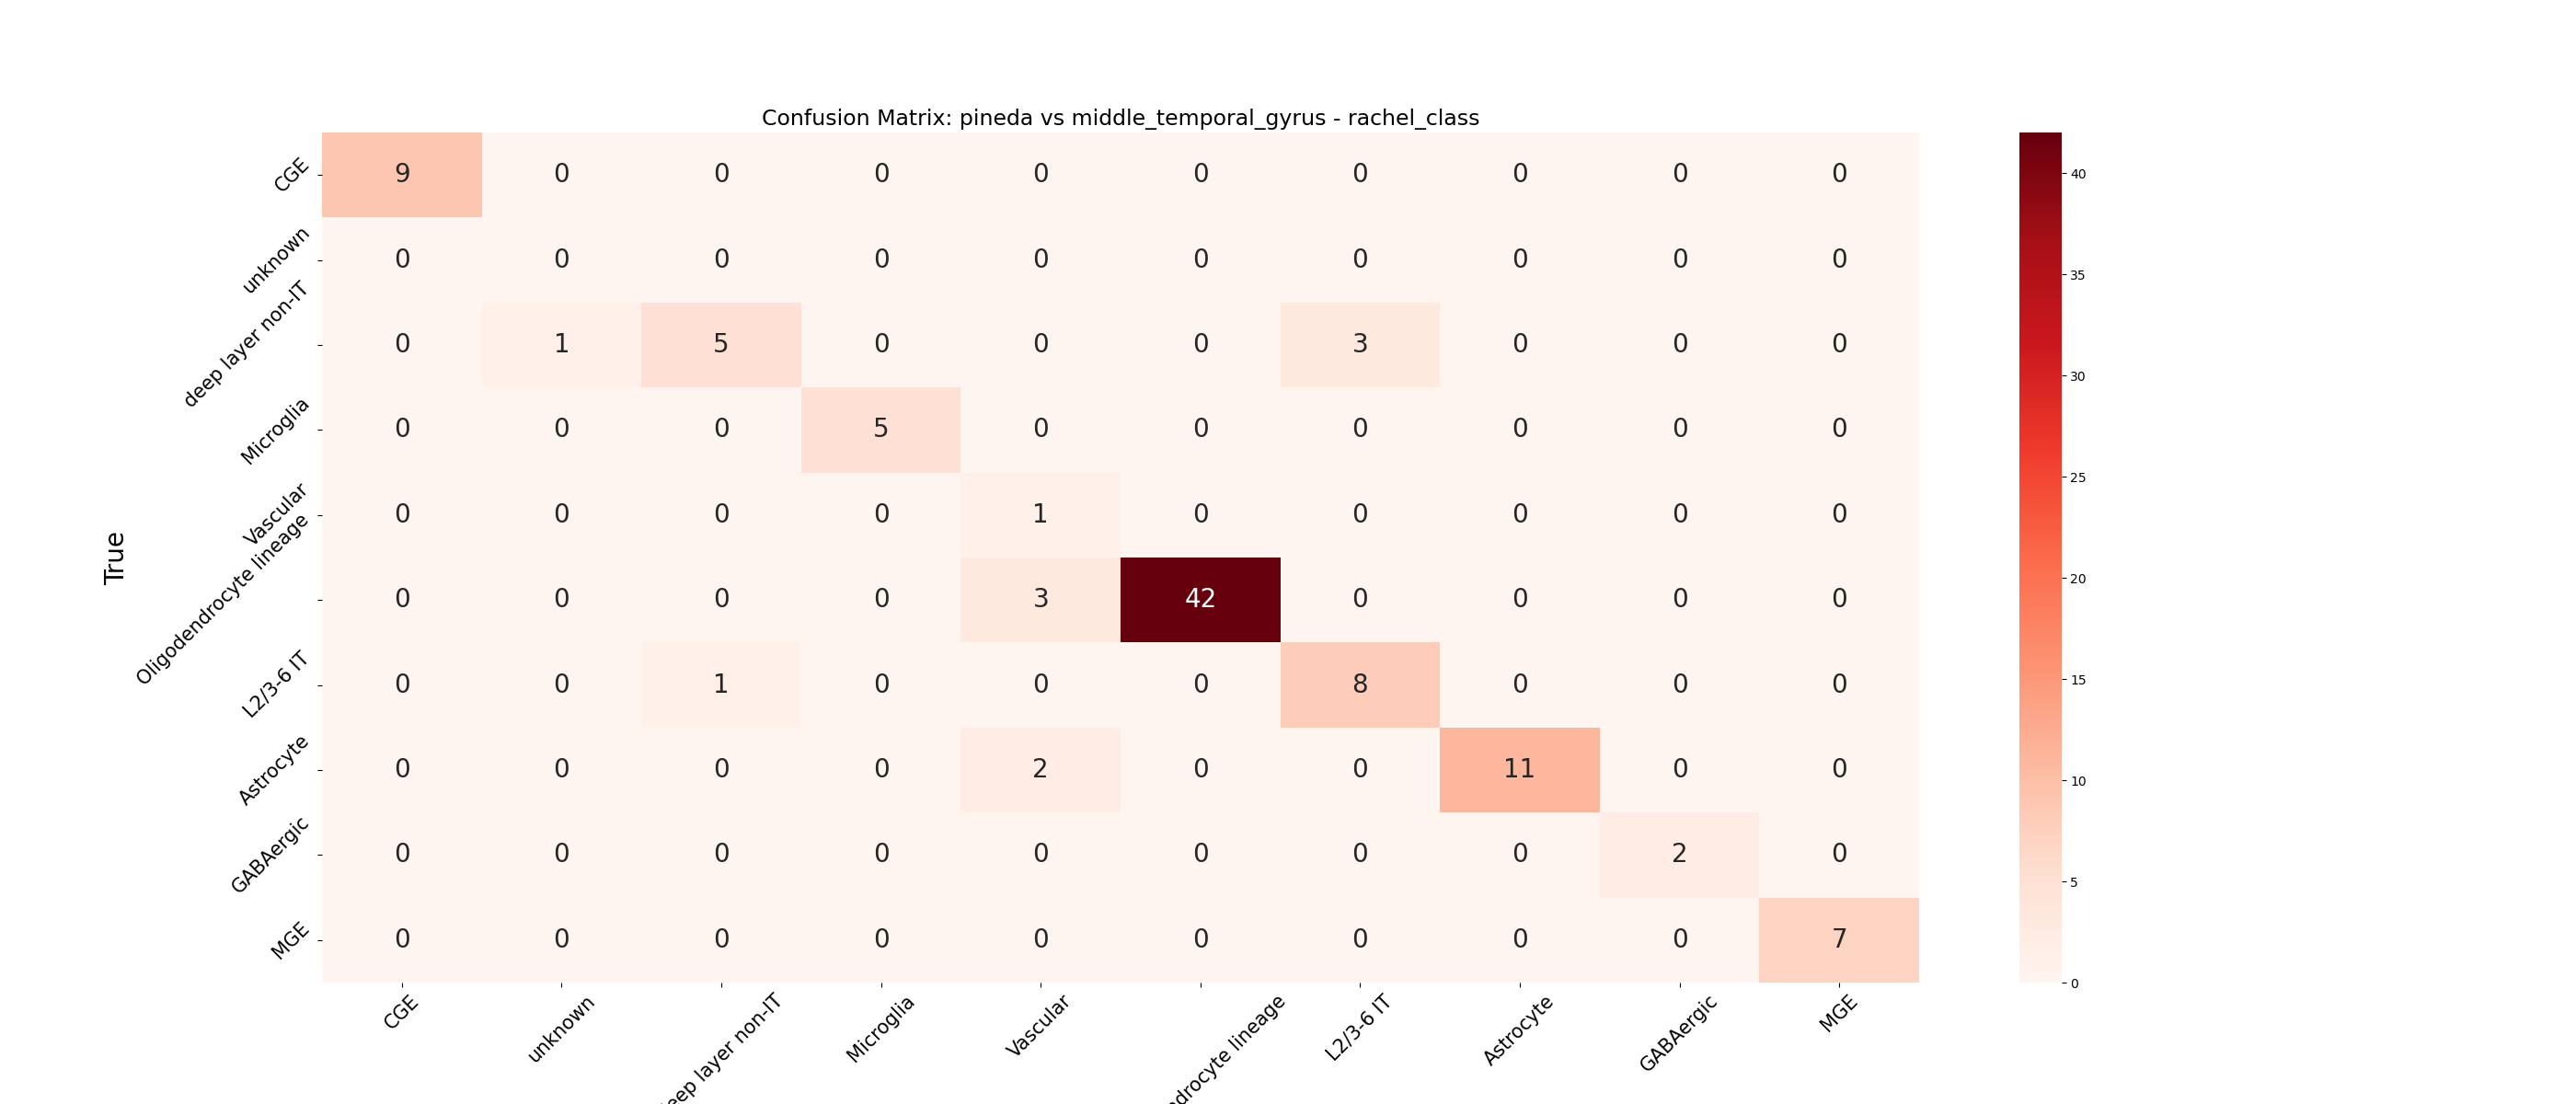 Confusion Matrix: pineda vs middle_temporal_gyrus - rachel_class
True
CGE 9 0 0 0 0 0 0 0 0 0
unknown 0 0 0 0 0 0 0 0 0 0
deep layer non-IT 0 1 5 0 0 0 3 0 0 0
Microglia 0 0 0 5 0 0 0 0 0 0
Vascular 0 0 0 0 1 0 0 0 0 0
Oligodendrocyte lineage 0 0 0 0 3 42 0 0 0 0
L2/3-6 IT 0 0 1 0 0 0 8 0 0 0
Astrocyte 0 0 0 0 2 0 0 11 0 0
GABAergic 0 0 0 0 0 0 0 0 2 0
MGE 0 0 0 0 0 0 0 0 0 7
CGE unknown layer non-IT Microglia Vascular lineage L2/3-6 IT Astrocyte GABAergic MGE
40
35
30
25
20
15
10
5
0